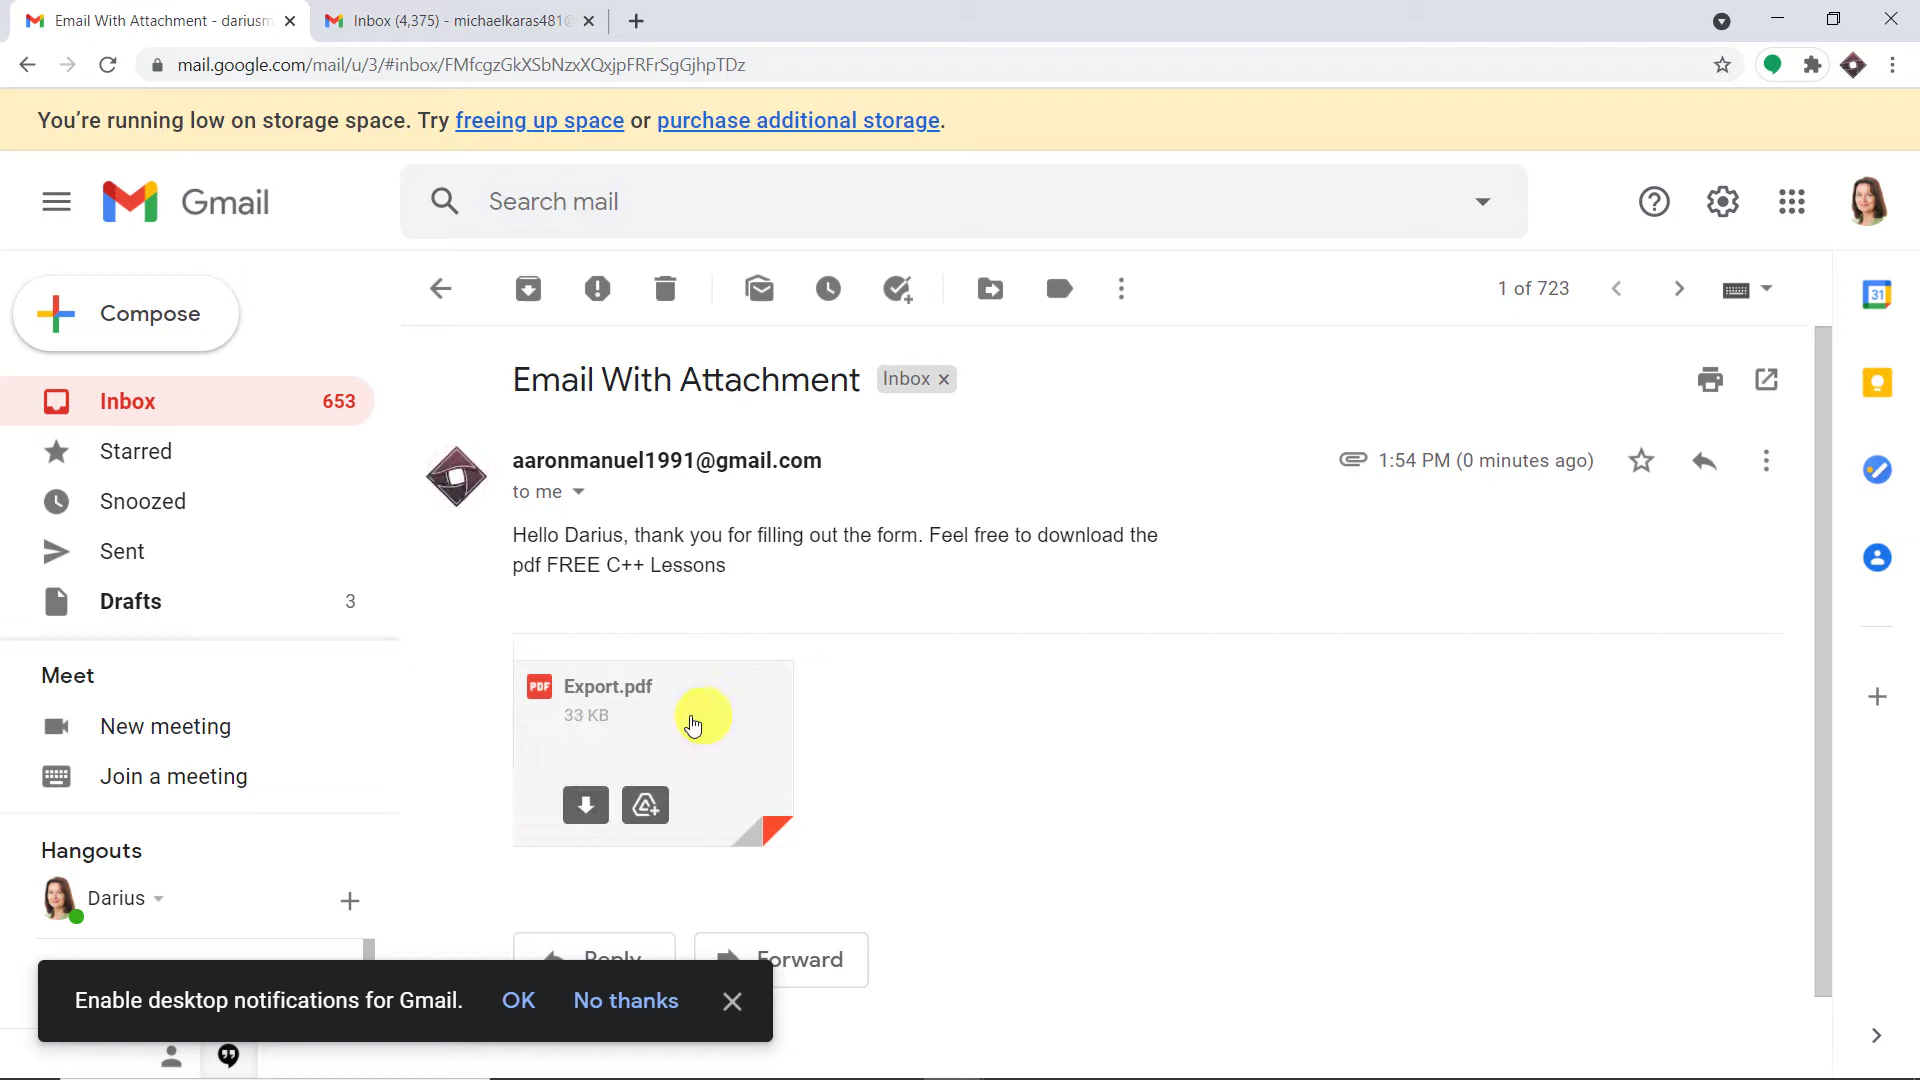 Email With Attachment - dariusm
Inbox (4,375) - michaelkaras481@
mail.google.com/mail/u/3/#inbox/FMfcgzGkXSbNzxXQxjpFRFrSgGjhpTDz
You're running low on storage space. Try freeing up space or purchase additional storage.
Gmail
Search mail
Compose
1 of 723
31
Inbox 653
Starred
Snoozed
Sent
Drafts 3
Email With Attachment Inbox
aaronmanuel1991@gmail.com
1:54 PM (0 minutes ago)
to me
Hello Darius, thank you for filling out the form. Feel free to download the
pdf FREE C++ Lessons
PDF Export.pdf
33 KB
Meet
New meeting
Join a meeting
Hangouts
Darius
Reply
Forward
Enable desktop notifications for Gmail. OK No thanks